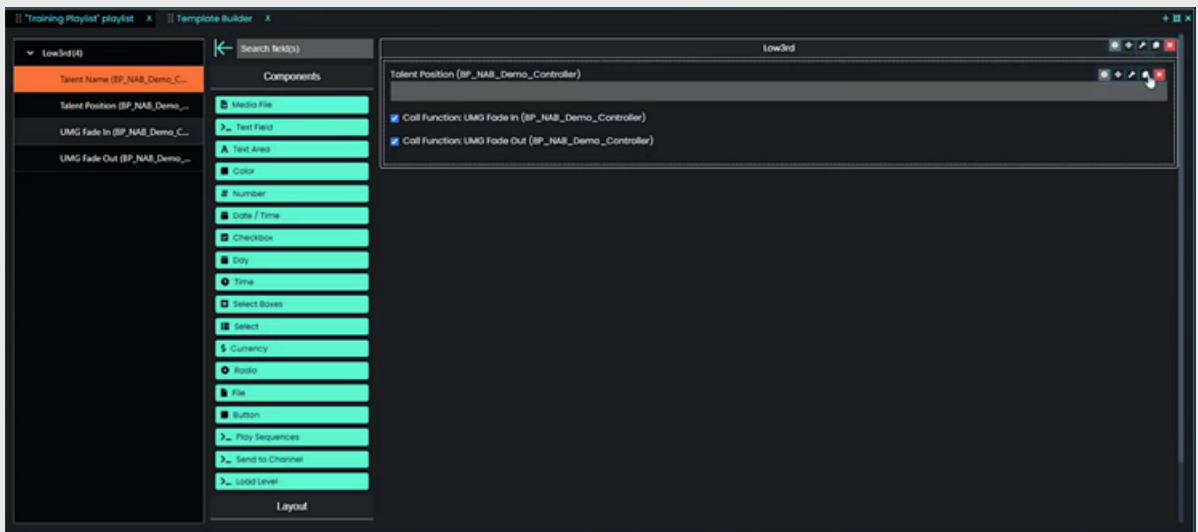 "Training Playlist" playlist X
Template Builder X
Low3rd (4)
Talent Name (BP_NAB_Demo_C...
Talent Position (BP_NAB_Demo_...
UMG Fade In (BP_NAB_Demo_C...
UMG Fade Out (BP_NAB_Demo_...
Search field(s)
Components
Media File
Text Field
Text Area
Color
Number
Date / Time
Checkbox
Day
Time
Select Boxes
Select
Currency
Radio
File
Button
Play Sequences
Send to Channel
Load Level
Layout
Low3rd
Talent Position (BP_NAB_Demo_Controller)
Call Function: UMG Fade In (BP_NAB_Demo_Controller)
Call Function: UMG Fade Out (BP_NAB_Demo_Controller)